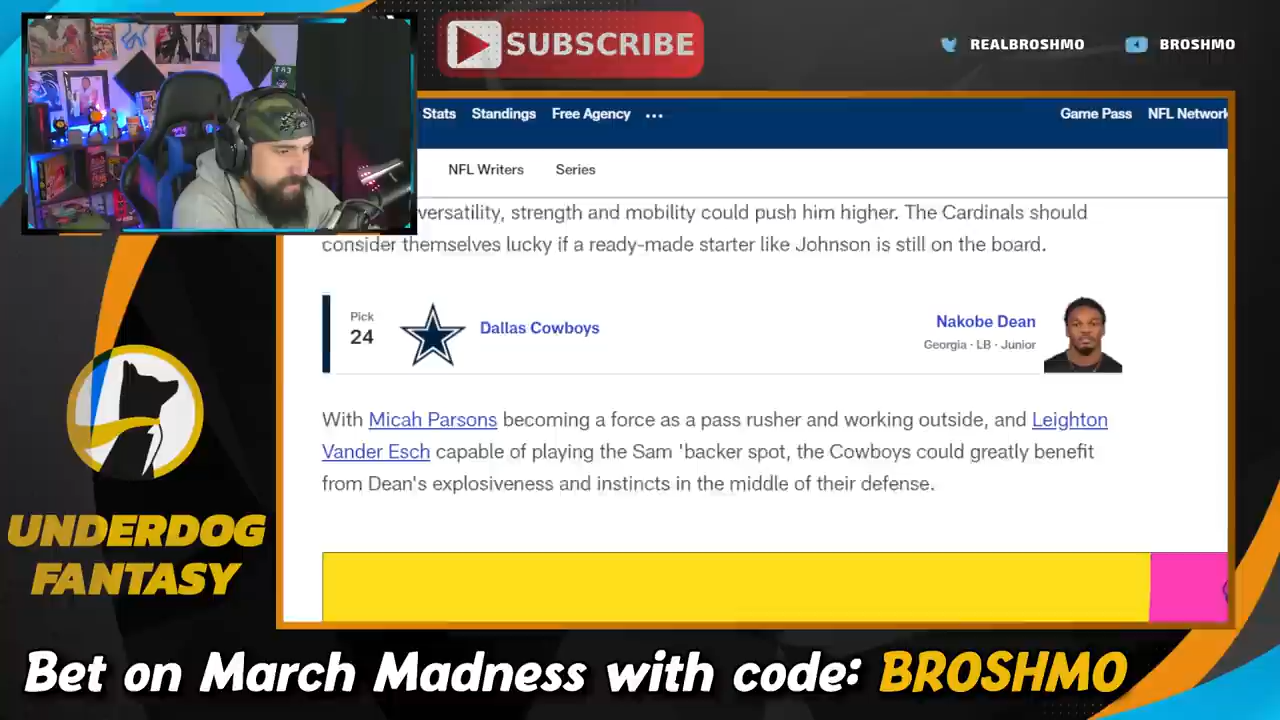 SUBSCRIBE
REALBROSHMO
BROSHMO
Stats Standings Free Agency ...
Game Pass NFL Network
NFL Writers Series
versatility, strength and mobility could push him higher. The Cardinals should
consider themselves lucky if a ready-made starter like Johnson is still on the board.
Pick
24
Dallas Cowboys
Nakobe Dean
Georgia · LB · Junior
With Micah Parsons becoming a force as a pass rusher and working outside, and Leighton
Vander Esch capable of playing the Sam 'backer spot, the Cowboys could greatly benefit
from Dean's explosiveness and instincts in the middle of their defense.
UNDERDOG
FANTASY
Bet on March Madness with code: BROSHMO